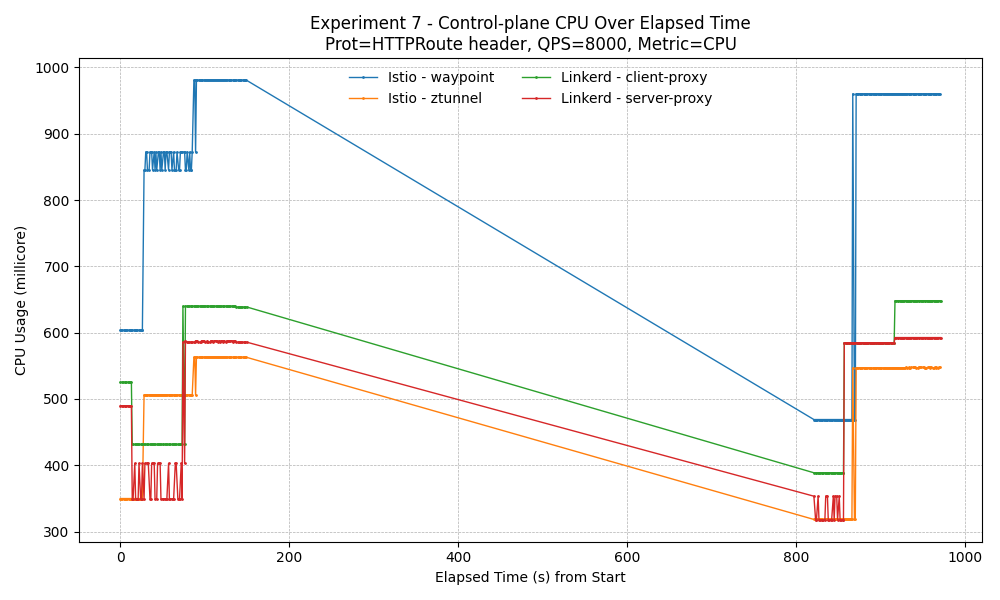 Experiment 7 - Control-plane CPU Over Elapsed Time
Prot=HTTPRoute header, QPS=8000, Metric=CPU
Istio - waypoint
Istio - ztunnel
Linkerd - client-proxy
Linkerd - server-proxy
CPU Usage (millicore)
1000
900
800
700
600
500
400
300
0
200
400
600
800
1000
Elapsed Time (s) from Start